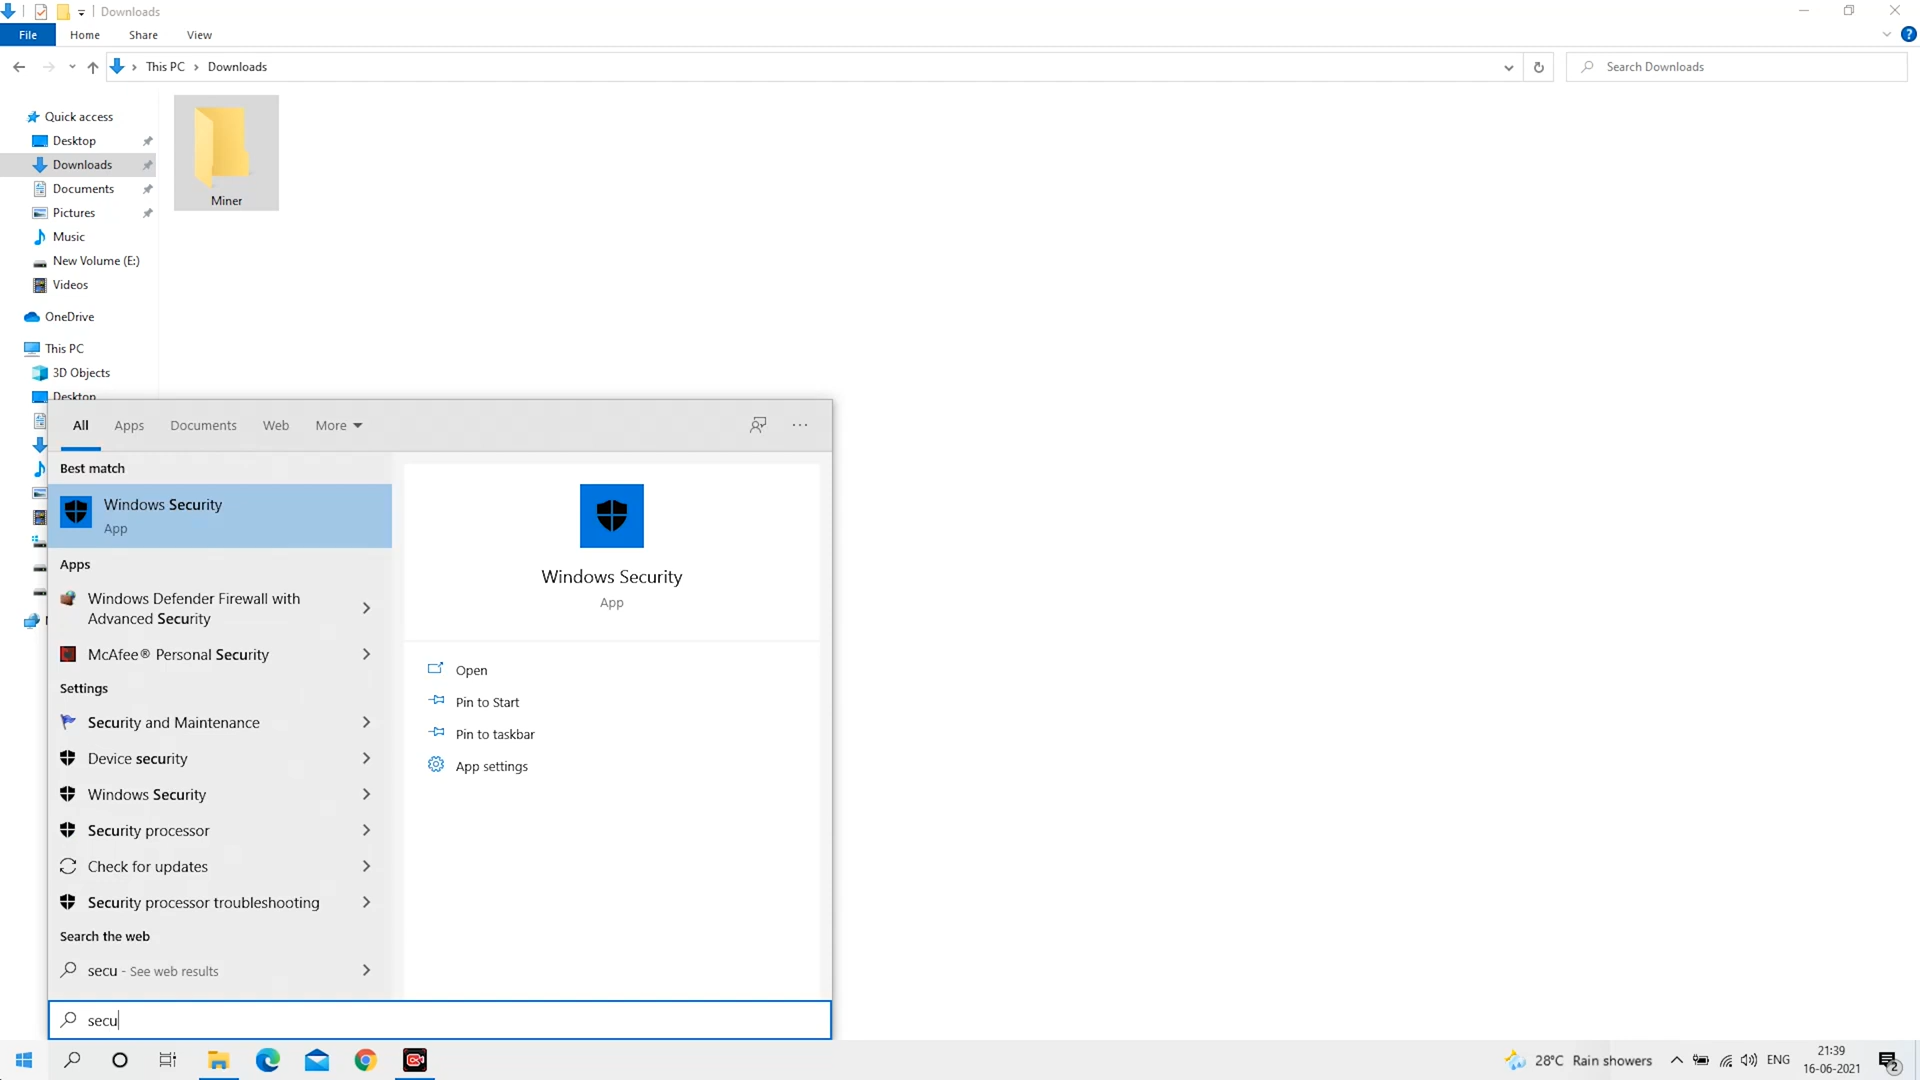 Downloads
File
Home
Share
View
This PC
Downloads
Search Downloads
Quick access
Desktop
Downloads
Documents
Pictures
Music
New Volume (E:)
Videos
OneDrive
This PC
3D Objects
Desktop
Miner
All
Apps
Documents
Web
More
Best match
Windows Security
App
Apps
Windows Defender Firewall with
Advanced Security
McAfee® Personal Security
Settings
Security and Maintenance
Device security
Windows Security
Security processor
Check for updates
Security processor troubleshooting
Search the web
secu - See web results
Windows Security
App
Open
Pin to Start
Pin to taskbar
App settings
secu
28°C Rain showers
ENG
21:39
16-06-2021
2